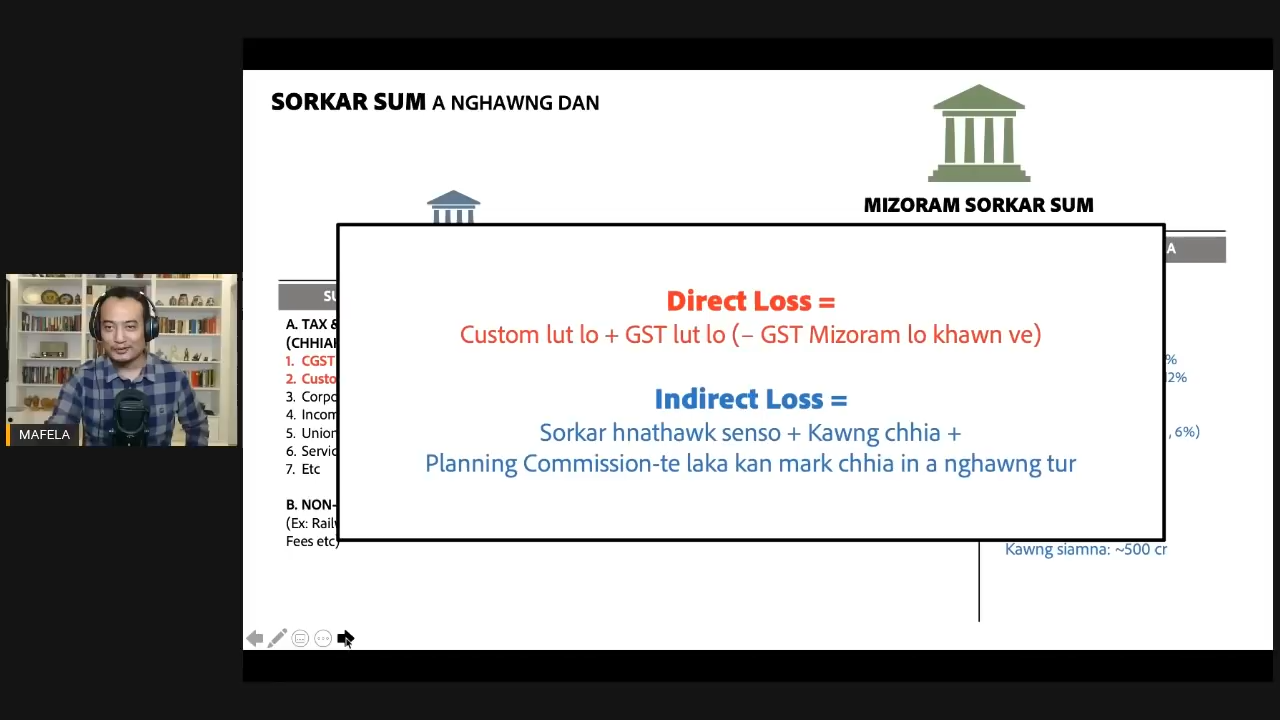 SORKAR SUM A NGHAWNG DAN
MIZORAM SORKAR SUM
A
Direct Loss =
Custom lut lo + GST lut lo (– GST Mizoram lo khawn ve)
Indirect Loss =
Sorkar hnathawk senso + Kawng chhia +
Planning Commission-te laka kan mark chhia in a nghawng tur
A. TAX &
1. CGST
2. Custo
3. Corpo
4. Incom
5. Union
6. Servic
7. Etc
B. NON-
(Ex: Rail
Fees etc)
%
12%
, 6%)
Kawng siamna: ~500 cr
MAFELA